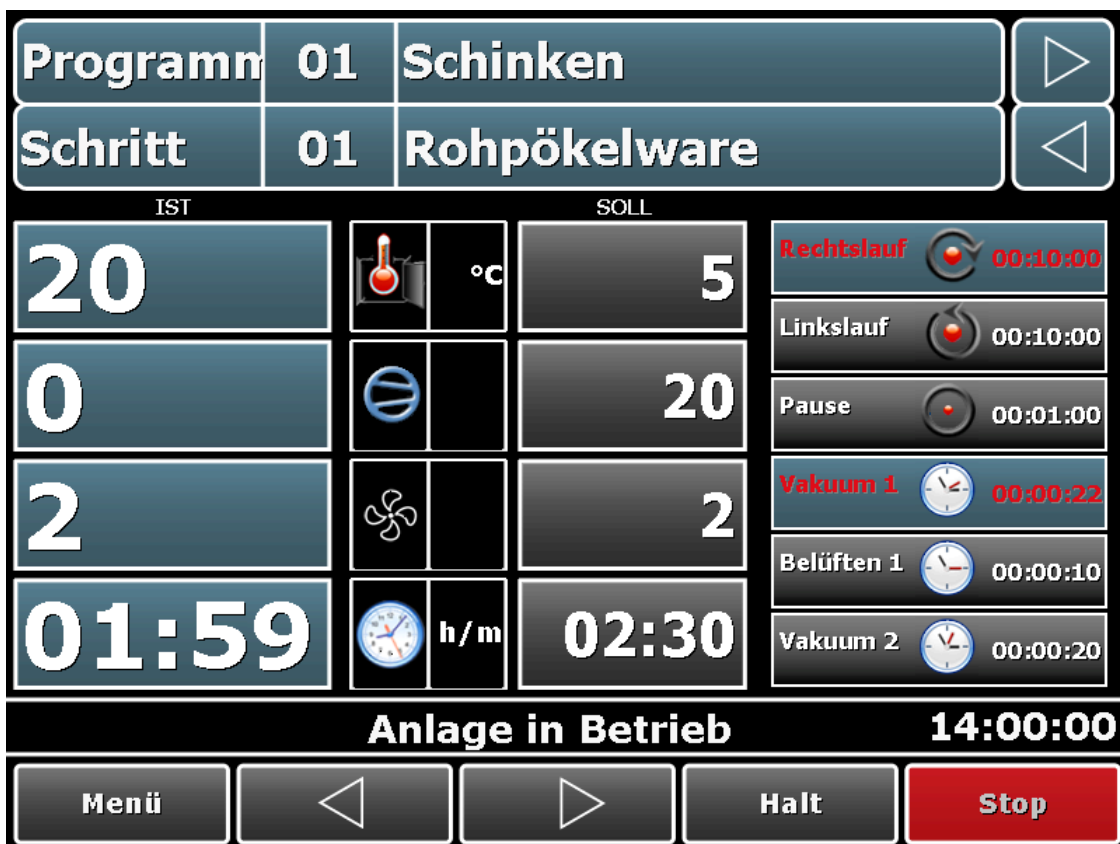 Programm 01 Schinken
Schritt 01 Rohpökelware
IST SOLL
20 °C 5
0 20
2 2
01:59 h/m 02:30
Rechtslauf 00:10:00
Linkslauf 00:10:00
Pause 00:01:00
Vakuum 1 00:00:22
Belüften 1 00:00:10
Vakuum 2 00:00:20
Anlage in Betrieb 14:00:00
Menü Halt Stop